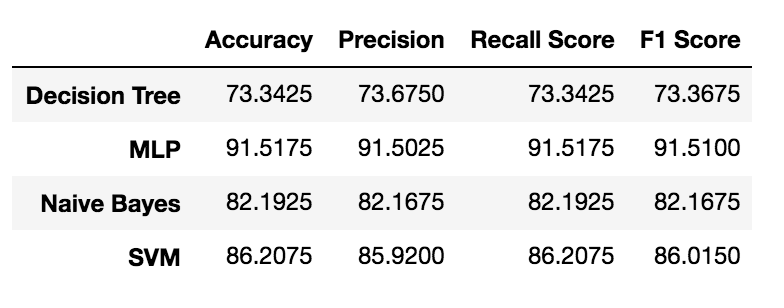 Accuracy Precision Recall Score F1 Score
Decision Tree 73.3425 73.6750 73.3425 73.3675
MLP 91.5175 91.5025 91.5175 91.5100
Naive Bayes 82.1925 82.1675 82.1925 82.1675
SVM 86.2075 85.9200 86.2075 86.0150